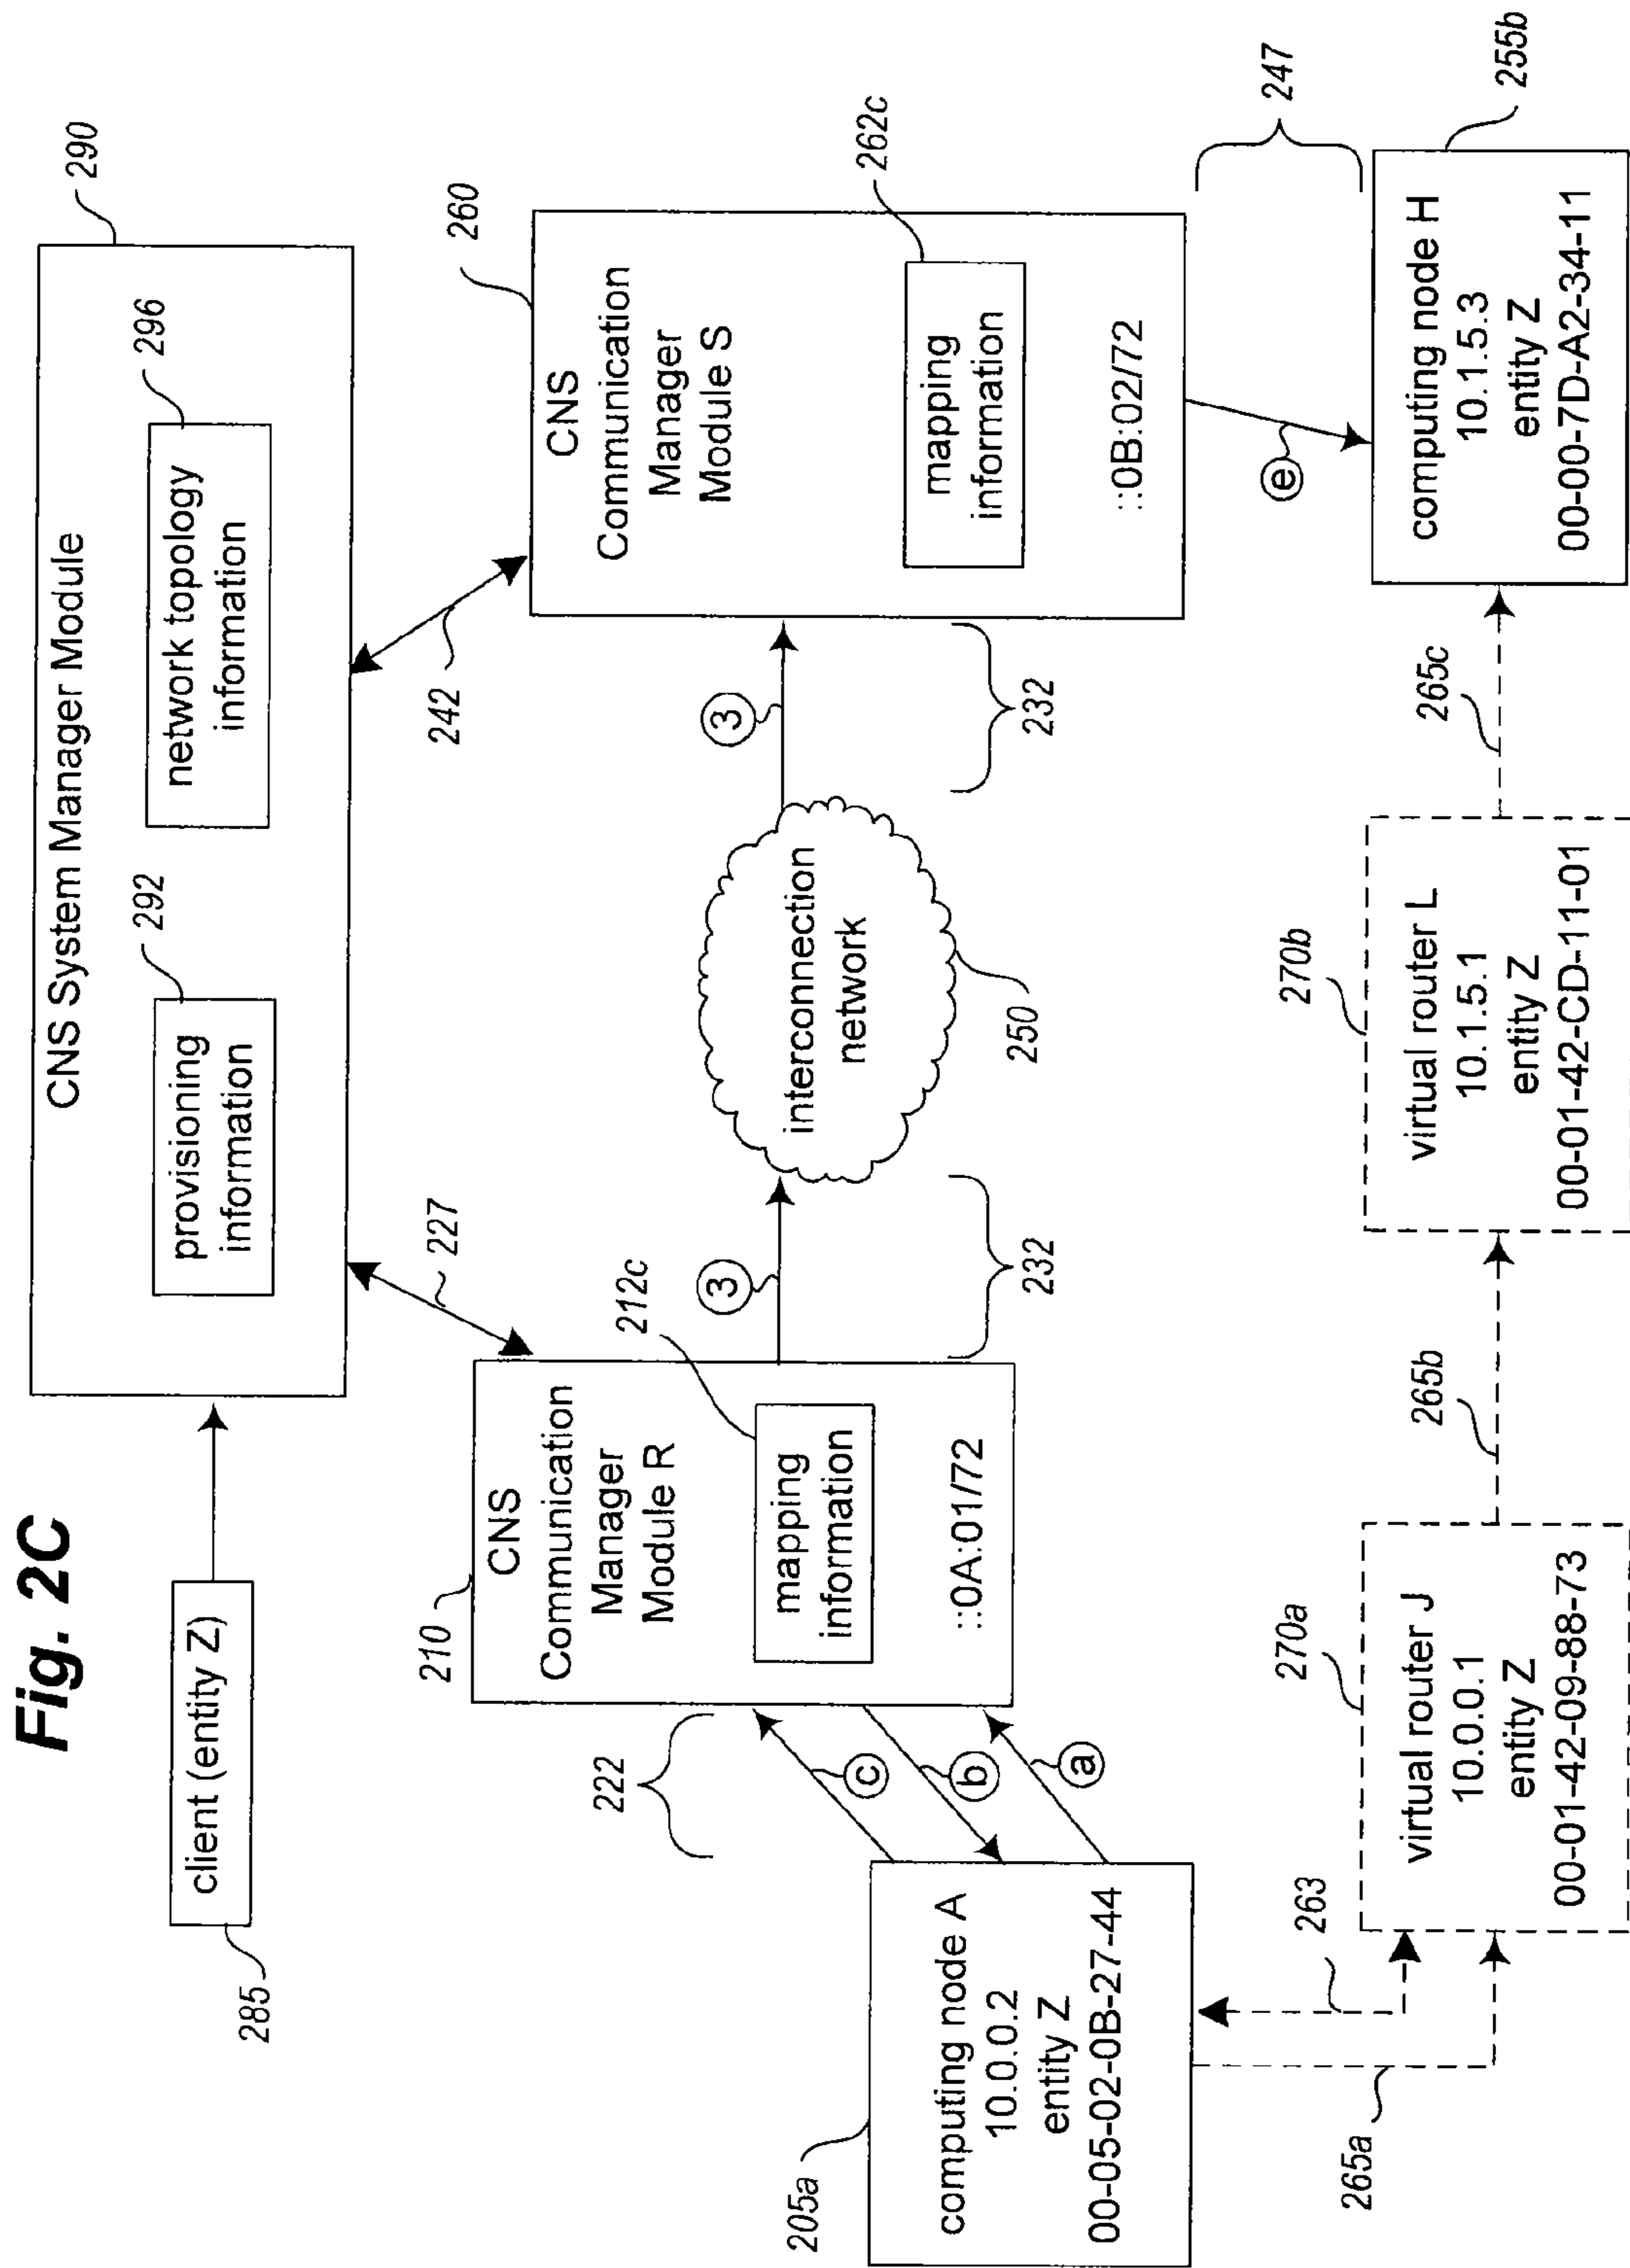 Fig. 2C
client (entity Z)
285
CNS System Manager Module
290
provisioning
information
292
network topology
information
296
227
242
210
CNS
Communication
Manager
Module R
212c
mapping
information
::0A:01/72
3
232
interconnection
network
250
3
232
260
CNS
Communication
Manager
Module S
262c
mapping
information
::0B:02/72
222
c
b
a
e
247
205a
computing node A
10.0.0.2
entity Z
00-05-02-0B-27-44
263
265a
270a
virtual router J
10.0.0.1
entity Z
00-01-42-09-88-73
265b
270b
virtual router L
10.1.5.1
entity Z
00-01-42-CD-11-01
265c
255b
computing node H
10.1.5.3
entity Z
00-00-7D-A2-34-11